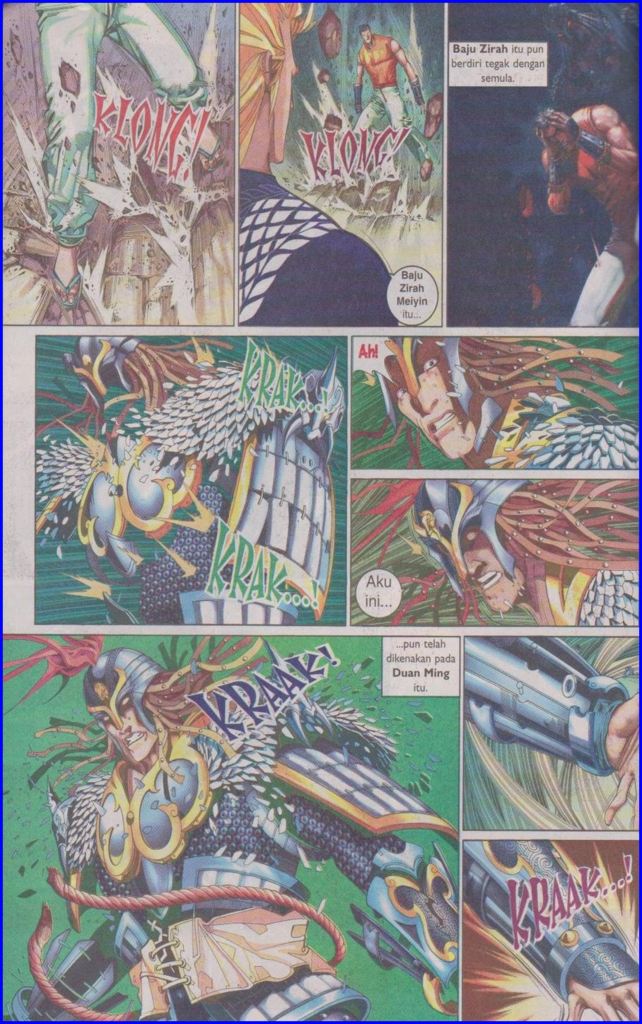 KLONG!
KLONG!
Baju
Zirah
Meiyin
itu...
Baju Zirah itu pun
berdiri tegak dengan
semula.
KRAK...!
KRAK...!
Ah!
Aku
ini...
KRAAK!
...pun telah
dikenakan pada
Duan Ming
itu.
KRAAK...!